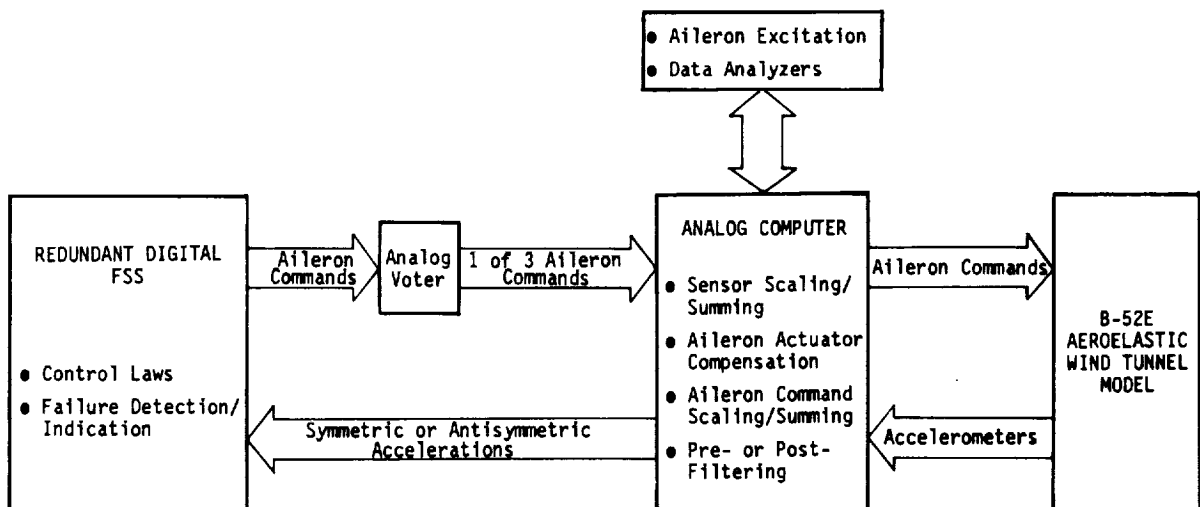 ● Aileron Excitation
● Data Analyzers
REDUNDANT DIGITAL
FSS
● Control Laws
● Failure Detection/
Indication
Aileron
Commands
Analog
Voter
1 of 3 Aileron
Commands
Symmetric or Antisymmetric
Accelerations
ANALOG COMPUTER
● Sensor Scaling/
Summing
● Aileron Actuator
Compensation
● Aileron Command
Scaling/Summing
● Pre- or Post-
Filtering
Aileron Commands
Accelerometers
B-52E
AEROELASTIC
WIND TUNNEL
MODEL